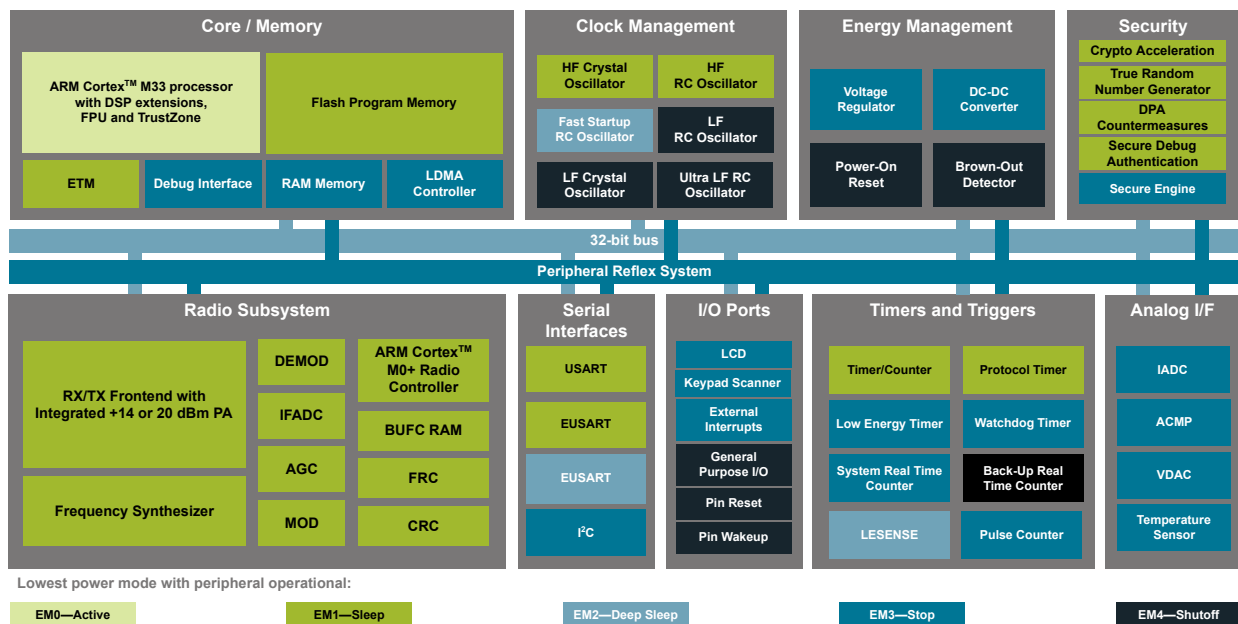 Core / Memory
ARM Cortex™ M33 processor
with DSP extensions,
FPU and TrustZone
Flash Program Memory
ETM
Debug Interface
RAM Memory
LDMA
Controller
Clock Management
HF Crystal
Oscillator
HF
RC Oscillator
Fast Startup
RC Oscillator
LF
RC Oscillator
LF Crystal
Oscillator
Ultra LF RC
Oscillator
Energy Management
Voltage
Regulator
DC-DC
Converter
Power-On
Reset
Brown-Out
Detector
Security
Crypto Acceleration
True Random
Number Generator
DPA
Countermeasures
Secure Debug
Authentication
Secure Engine
32-bit bus
Peripheral Reflex System
Radio Subsystem
RX/TX Frontend with
Integrated +14 or 20 dBm PA
Frequency Synthesizer
DEMOD
IFADC
AGC
MOD
ARM Cortex™
M0+ Radio
Controller
BUFC RAM
FRC
CRC
Serial
Interfaces
USART
EUSART
EUSART
I²C
I/O Ports
LCD
Keypad Scanner
External
Interrupts
General
Purpose I/O
Pin Reset
Pin Wakeup
Timers and Triggers
Timer/Counter
Protocol Timer
Low Energy Timer
Watchdog Timer
System Real Time
Counter
Back-Up Real
Time Counter
LESENSE
Pulse Counter
Analog I/F
IADC
ACMP
VDAC
Temperature
Sensor
Lowest power mode with peripheral operational:
EM0—Active
EM1—Sleep
EM2—Deep Sleep
EM3—Stop
EM4—Shutoff